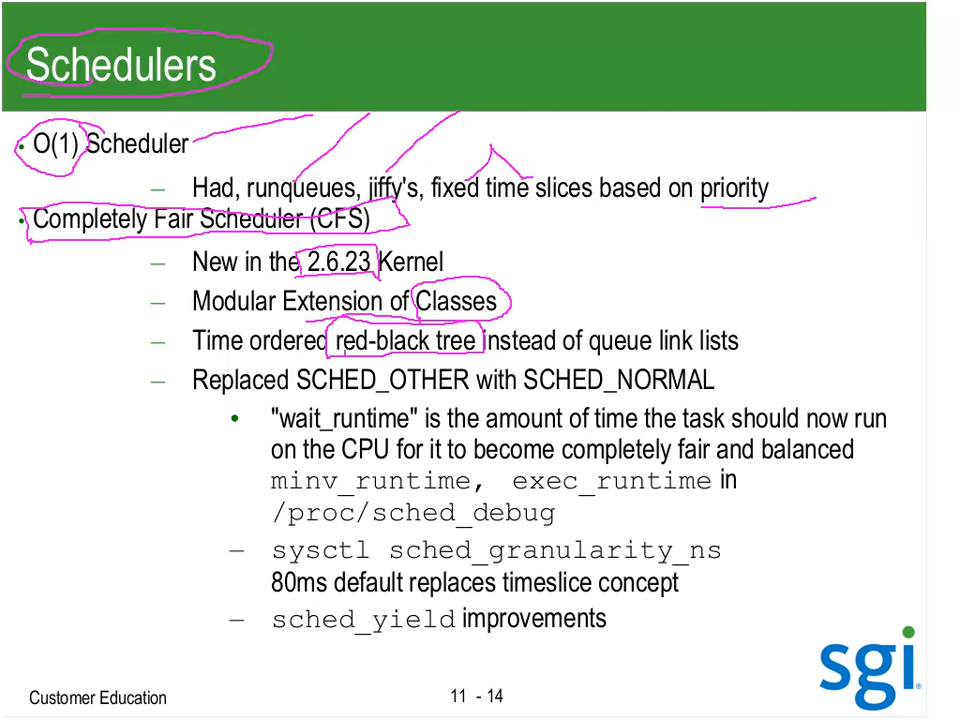 Schedulers
• O(1) Scheduler
– Had, runqueues, jiffy's, fixed time slices based on priority
• Completely Fair Scheduler (CFS)
– New in the 2.6.23 Kernel
– Modular Extension of Classes
– Time ordered red-black tree instead of queue link lists
– Replaced SCHED_OTHER with SCHED_NORMAL
• "wait_runtime" is the amount of time the task should now run
on the CPU for it to become completely fair and balanced
minv_runtime, exec_runtime in
/proc/sched_debug
– sysctl sched_granularity_ns
80ms default replaces timeslice concept
– sched_yield improvements
sgi®
Customer Education
11 - 14